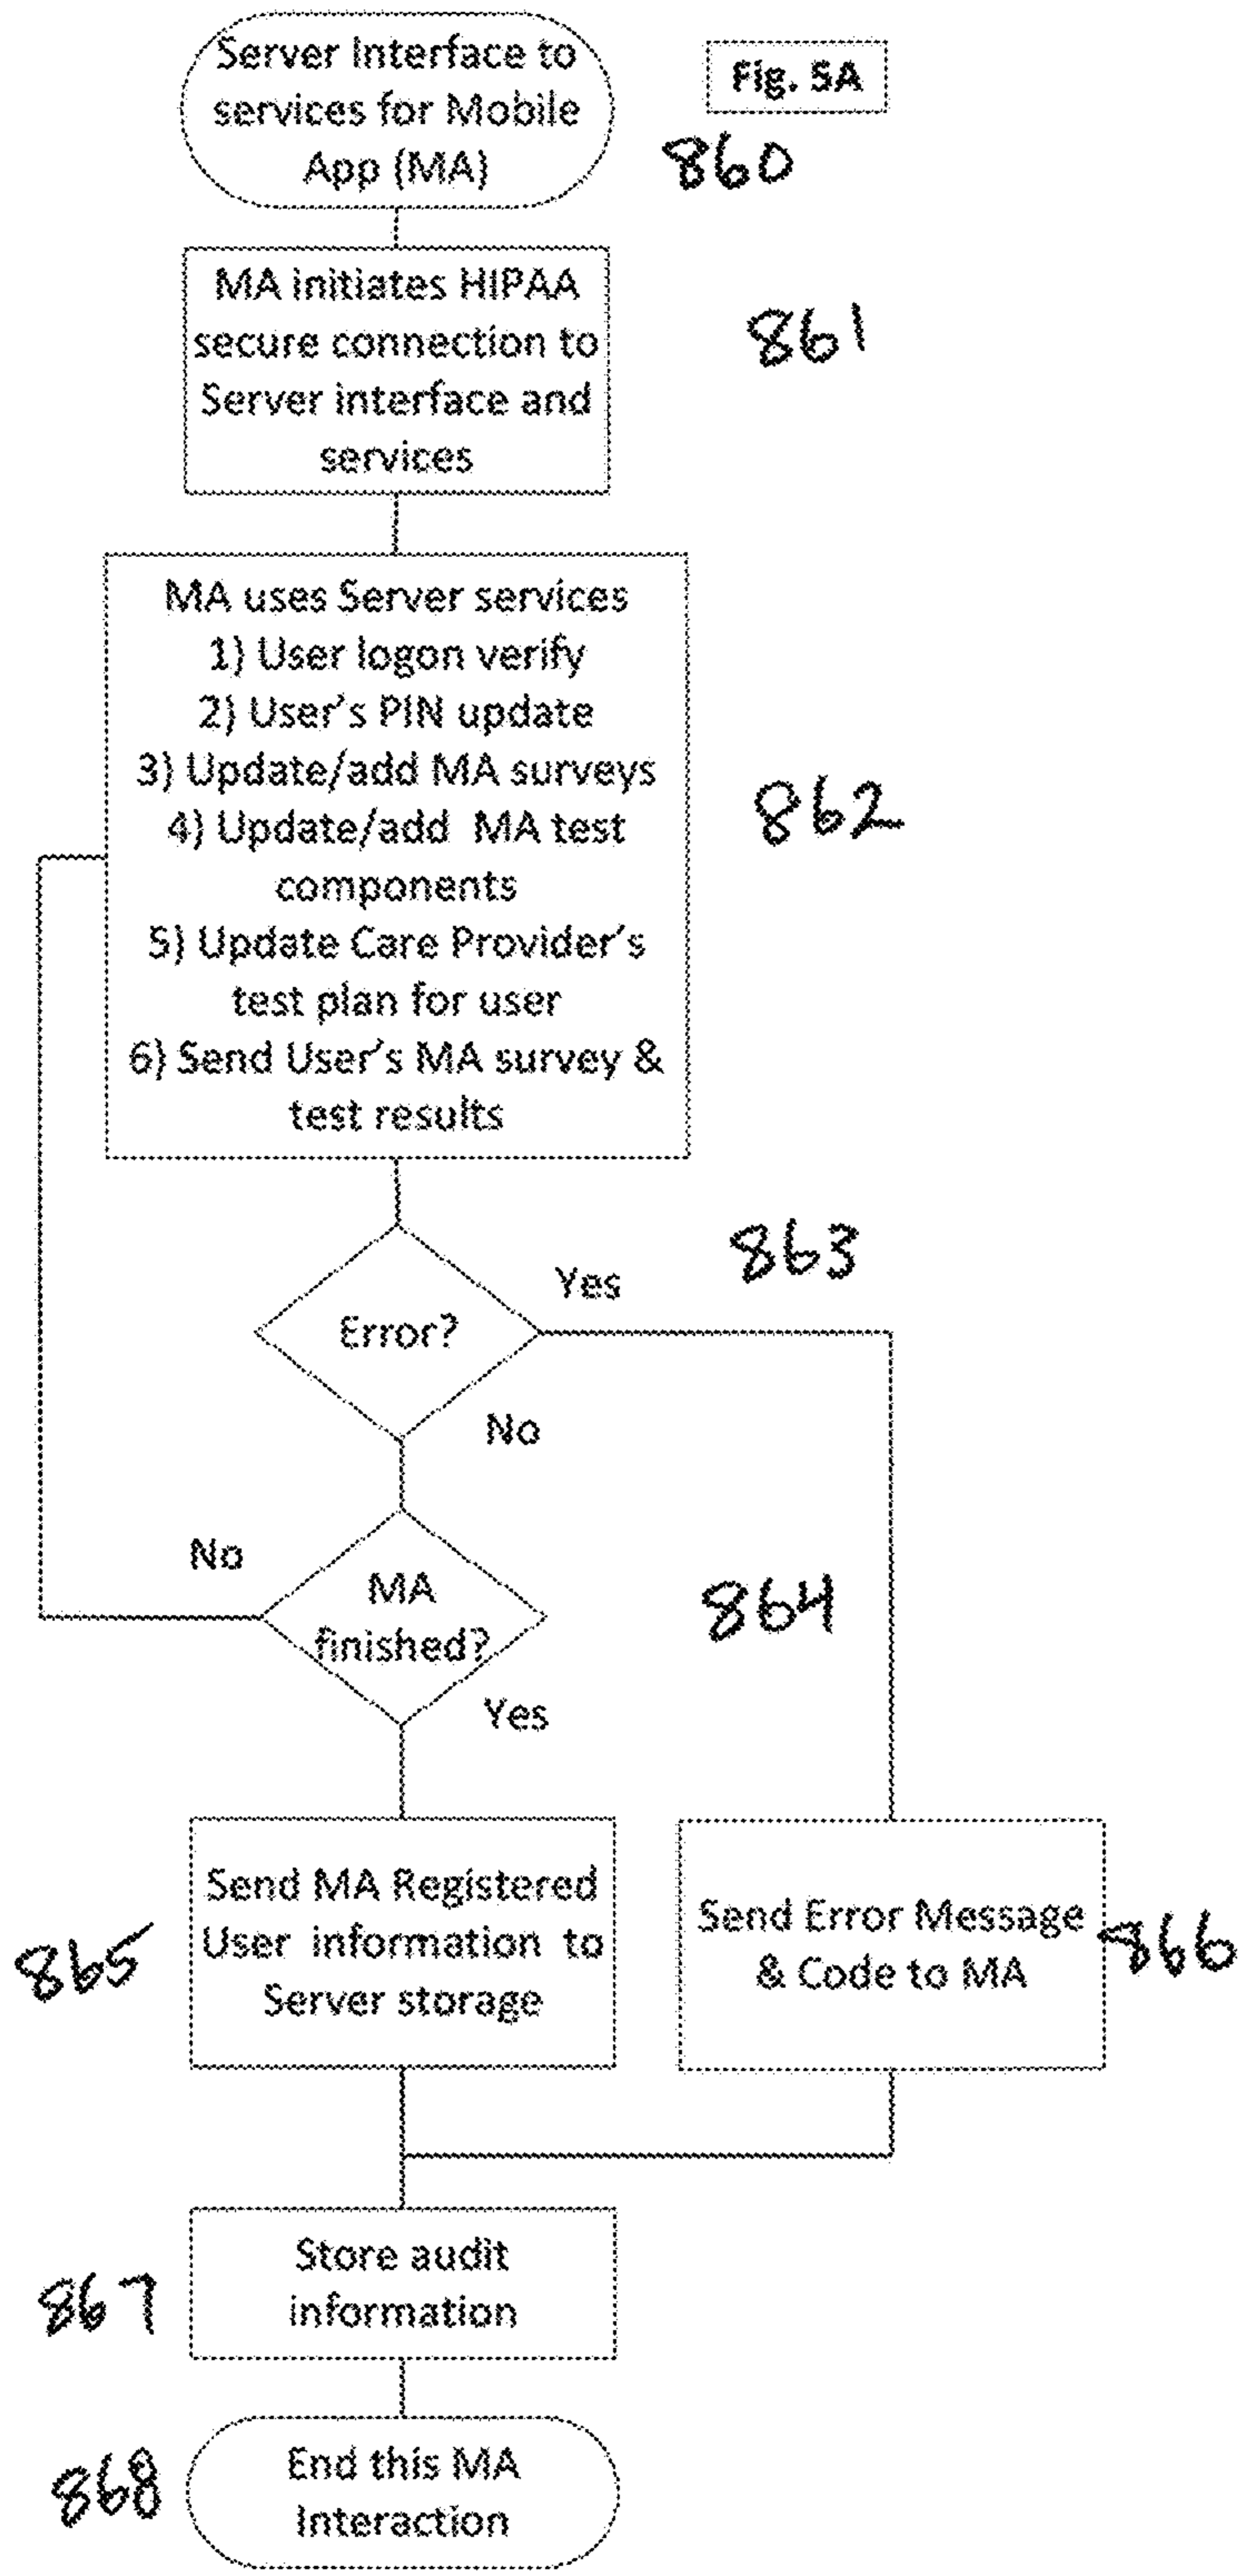 Server Interface to
services for Mobile
App (MA)
Fig. 5A
860
MA initiates HIPAA
secure connection to
Server interface and
services
861
MA uses Server services
1) User logon verify
2) User's PIN update
3) Update/add MA surveys
4) Update/add MA test
components
5) Update Care Provider's
test plan for user
6) Send User's MA survey &
test results
862
863
Yes
Error?
No
No
MA
finished?
864
Yes
Send MA Registered
User information to
Server storage
865
Send Error Message
& Code to MA
866
Store audit
information
867
End this MA
Interaction
868